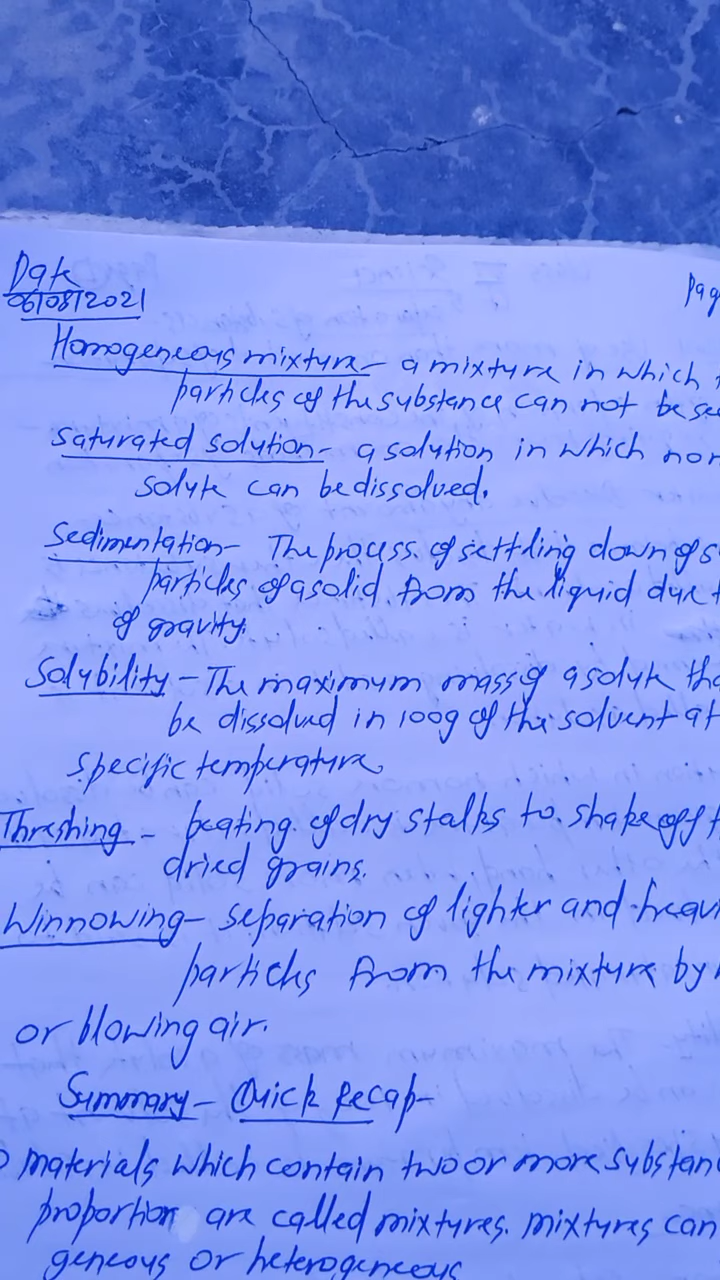 Date
06/08/2021
Pag
Homogeneous mixture - a mixture in which
particles of the substance can not be se
Saturated solution - a solution in which
solute can be dissolved.
Sedimentation - The process of settling down of s
particles of a solid from the liquid due t
of gravity.
Solubility - The maximum mass of a solute tha
be dissolved in 100g of the solvent at
specific temperature
Threshing - beating of dry stalks to shake off t
dried grains.
Winnowing - separation of lighter and heavi
particles from the mixture by
or blowing air.
Summary - Quick Recap -
materials which contain two or more substan
proportion are called mixtures. mixtures can
geneous or heterogeneous